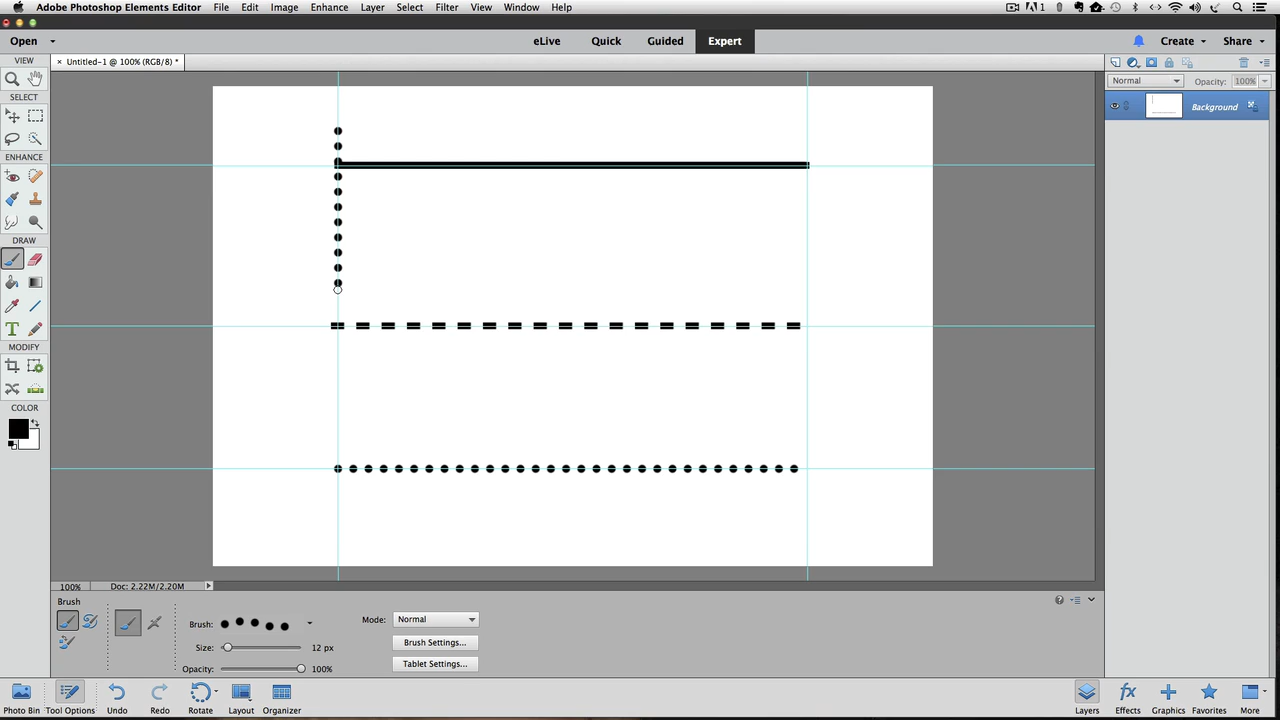 Adobe Photoshop Elements Editor File Edit Image Enhance Layer Select Filter View Window Help 1
Open eLive Quick Guided Expert Create Share
VIEW
× Untitled-1 @ 100% (RGB/8) *
Normal Opacity: 100%
SELECT
Background
ENHANCE
DRAW
T
MODIFY
COLOR
100% Doc: 2.22M/2.20M
Brush
Brush: Mode: Normal
Size: 12 px Brush Settings...
Opacity: 100% Tablet Settings...
Photo Bin Tool Options Undo Redo Rotate Layout Organizer Layers fx Effects Graphics Favorites More